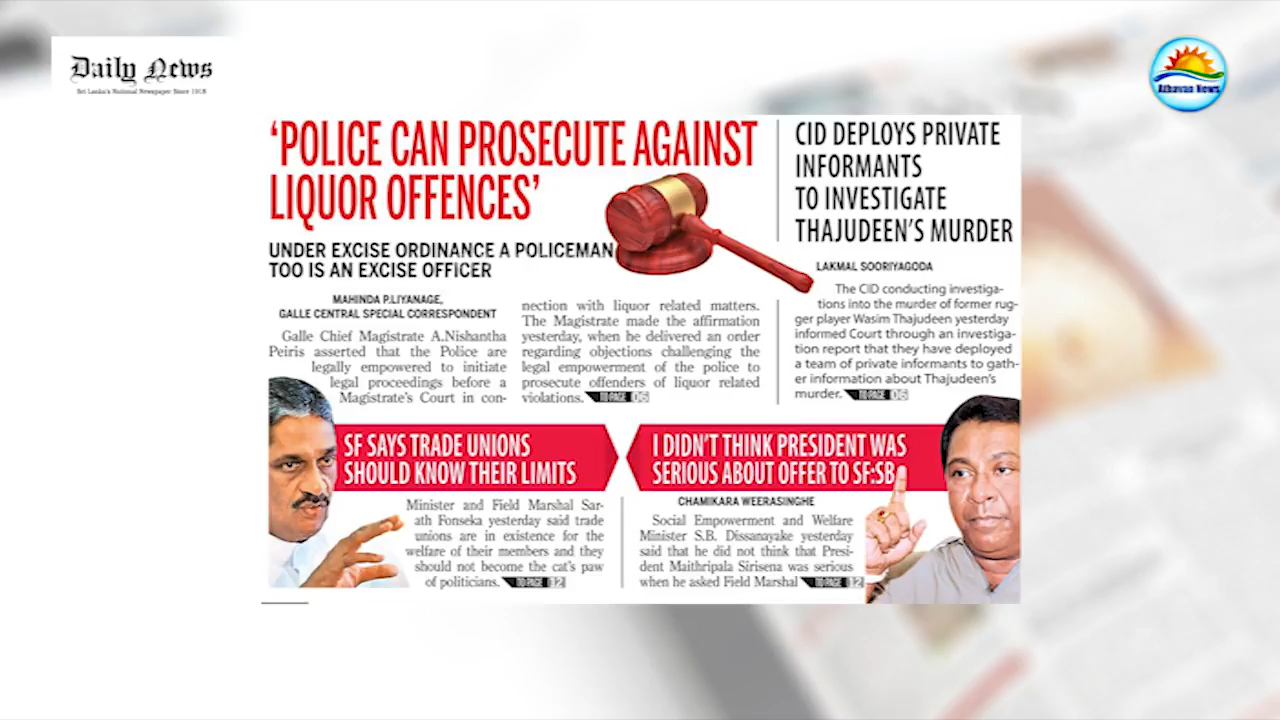 Daily News
Sri Lanka's National Newspaper Since 1918
Athavan News
'POLICE CAN PROSECUTE AGAINST
LIQUOR OFFENCES'
UNDER EXCISE ORDINANCE A POLICEMAN
TOO IS AN EXCISE OFFICER
MAHINDA P.LIYANAGE,
GALLE CENTRAL SPECIAL CORRESPONDENT
Galle Chief Magistrate A.Nishantha
Peiris asserted that the Police are
legally empowered to initiate
legal proceedings before a
Magistrate's Court in con-
nection with liquor related matters.
The Magistrate made the affirmation
yesterday, when he delivered an order
regarding objections challenging the
legal empowerment of the police to
prosecute offenders of liquor related
violations. TO PAGE 06
CID DEPLOYS PRIVATE
INFORMANTS
TO INVESTIGATE
THAJUDEEN'S MURDER
LAKMAL SOORIYAGODA
The CID conducting investiga-
tions into the murder of former rug-
ger player Wasim Thajudeen yesterday
informed Court through an investiga-
tion report that they have deployed
a team of private informants to gath-
er information about Thajudeen's
murder. TO PAGE 06
SF SAYS TRADE UNIONS
SHOULD KNOW THEIR LIMITS
Minister and Field Marshal Sar-
ath Fonseka yesterday said trade
unions are in existence for the
welfare of their members and they
should not become the cat's paw
of politicians. TO PAGE 12
I DIDN'T THINK PRESIDENT WAS
SERIOUS ABOUT OFFER TO SF:SB
CHAMIKARA WEERASINGHE
Social Empowerment and Welfare
Minister S.B. Dissanayake yesterday
said that he did not think that Presi-
dent Maithripala Sirisena was serious
when he asked Field Marshal TO PAGE 12